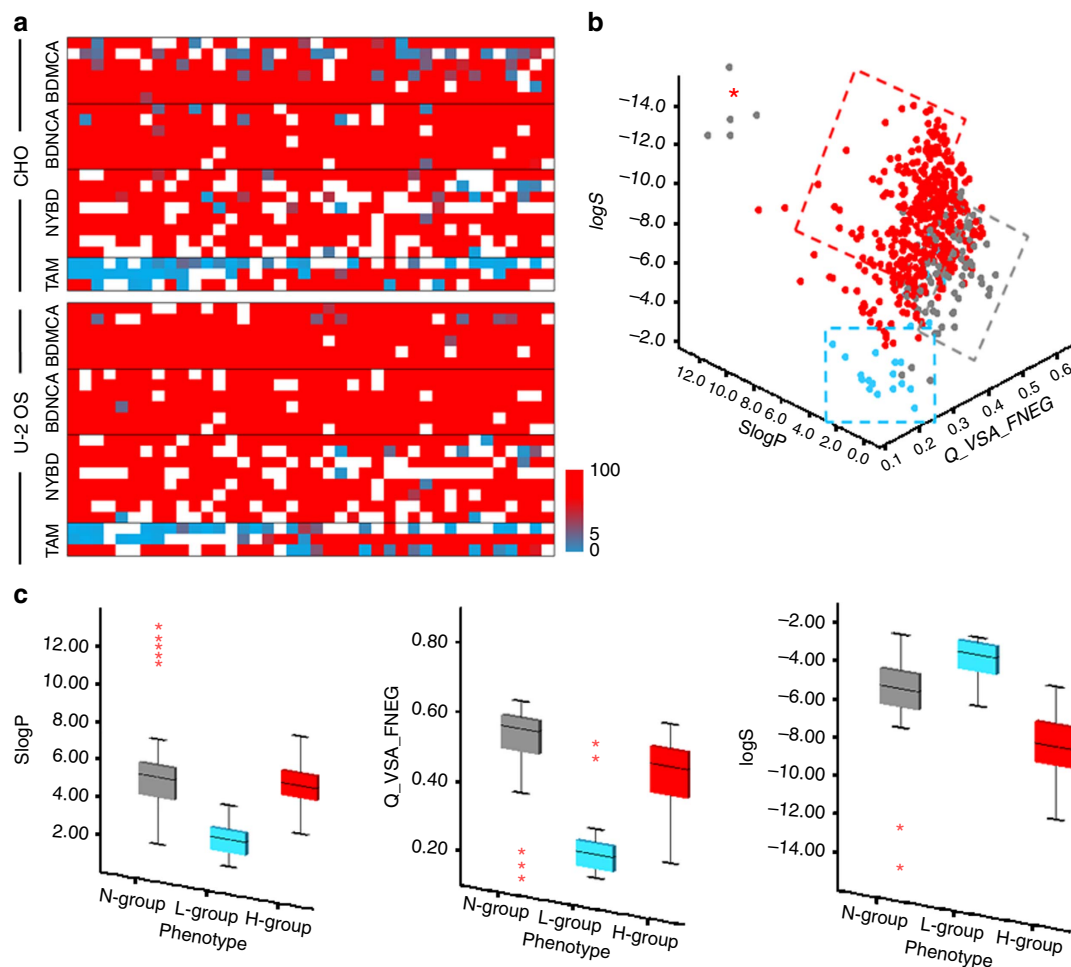 a
CHO
BDMCA
BDNCA
NYBD
TAM
U-2 OS
BDMCA
BDNCA
NYBD
TAM
100
5
0
b
logS
−14.0
−12.0
−10.0
−8.0
−6.0
−4.0
−2.0
*
12.0
10.0
8.0
6.0
4.0
2.0
0.0
SlogP
0.1
0.2
0.3
0.4
0.5
0.6
Q_VSA_FNEG
c
SlogP
12.00
10.00
8.00
6.00
4.00
2.00
N-group L-group H-group
Phenotype
Q_VSA_FNEG
0.80
0.60
0.40
0.20
N-group L-group H-group
Phenotype
logS
−2.00
−4.00
−6.00
−8.00
−10.00
−12.00
−14.00
N-group L-group H-group
Phenotype